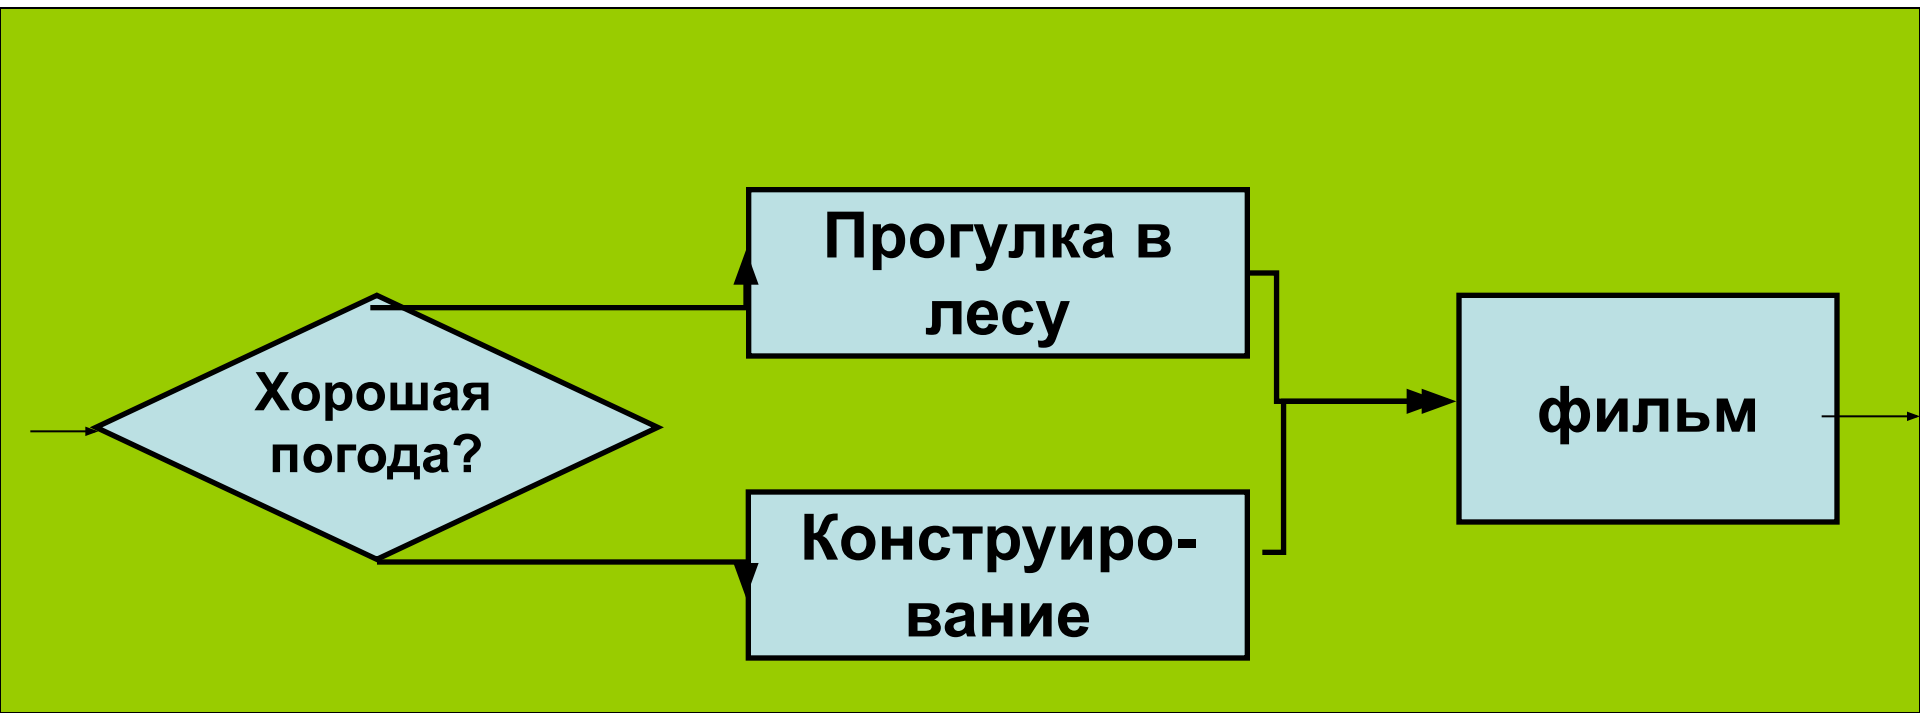 Прогулка в
лесу
Хорошая
погода?
фильм
Конструиро-
вание